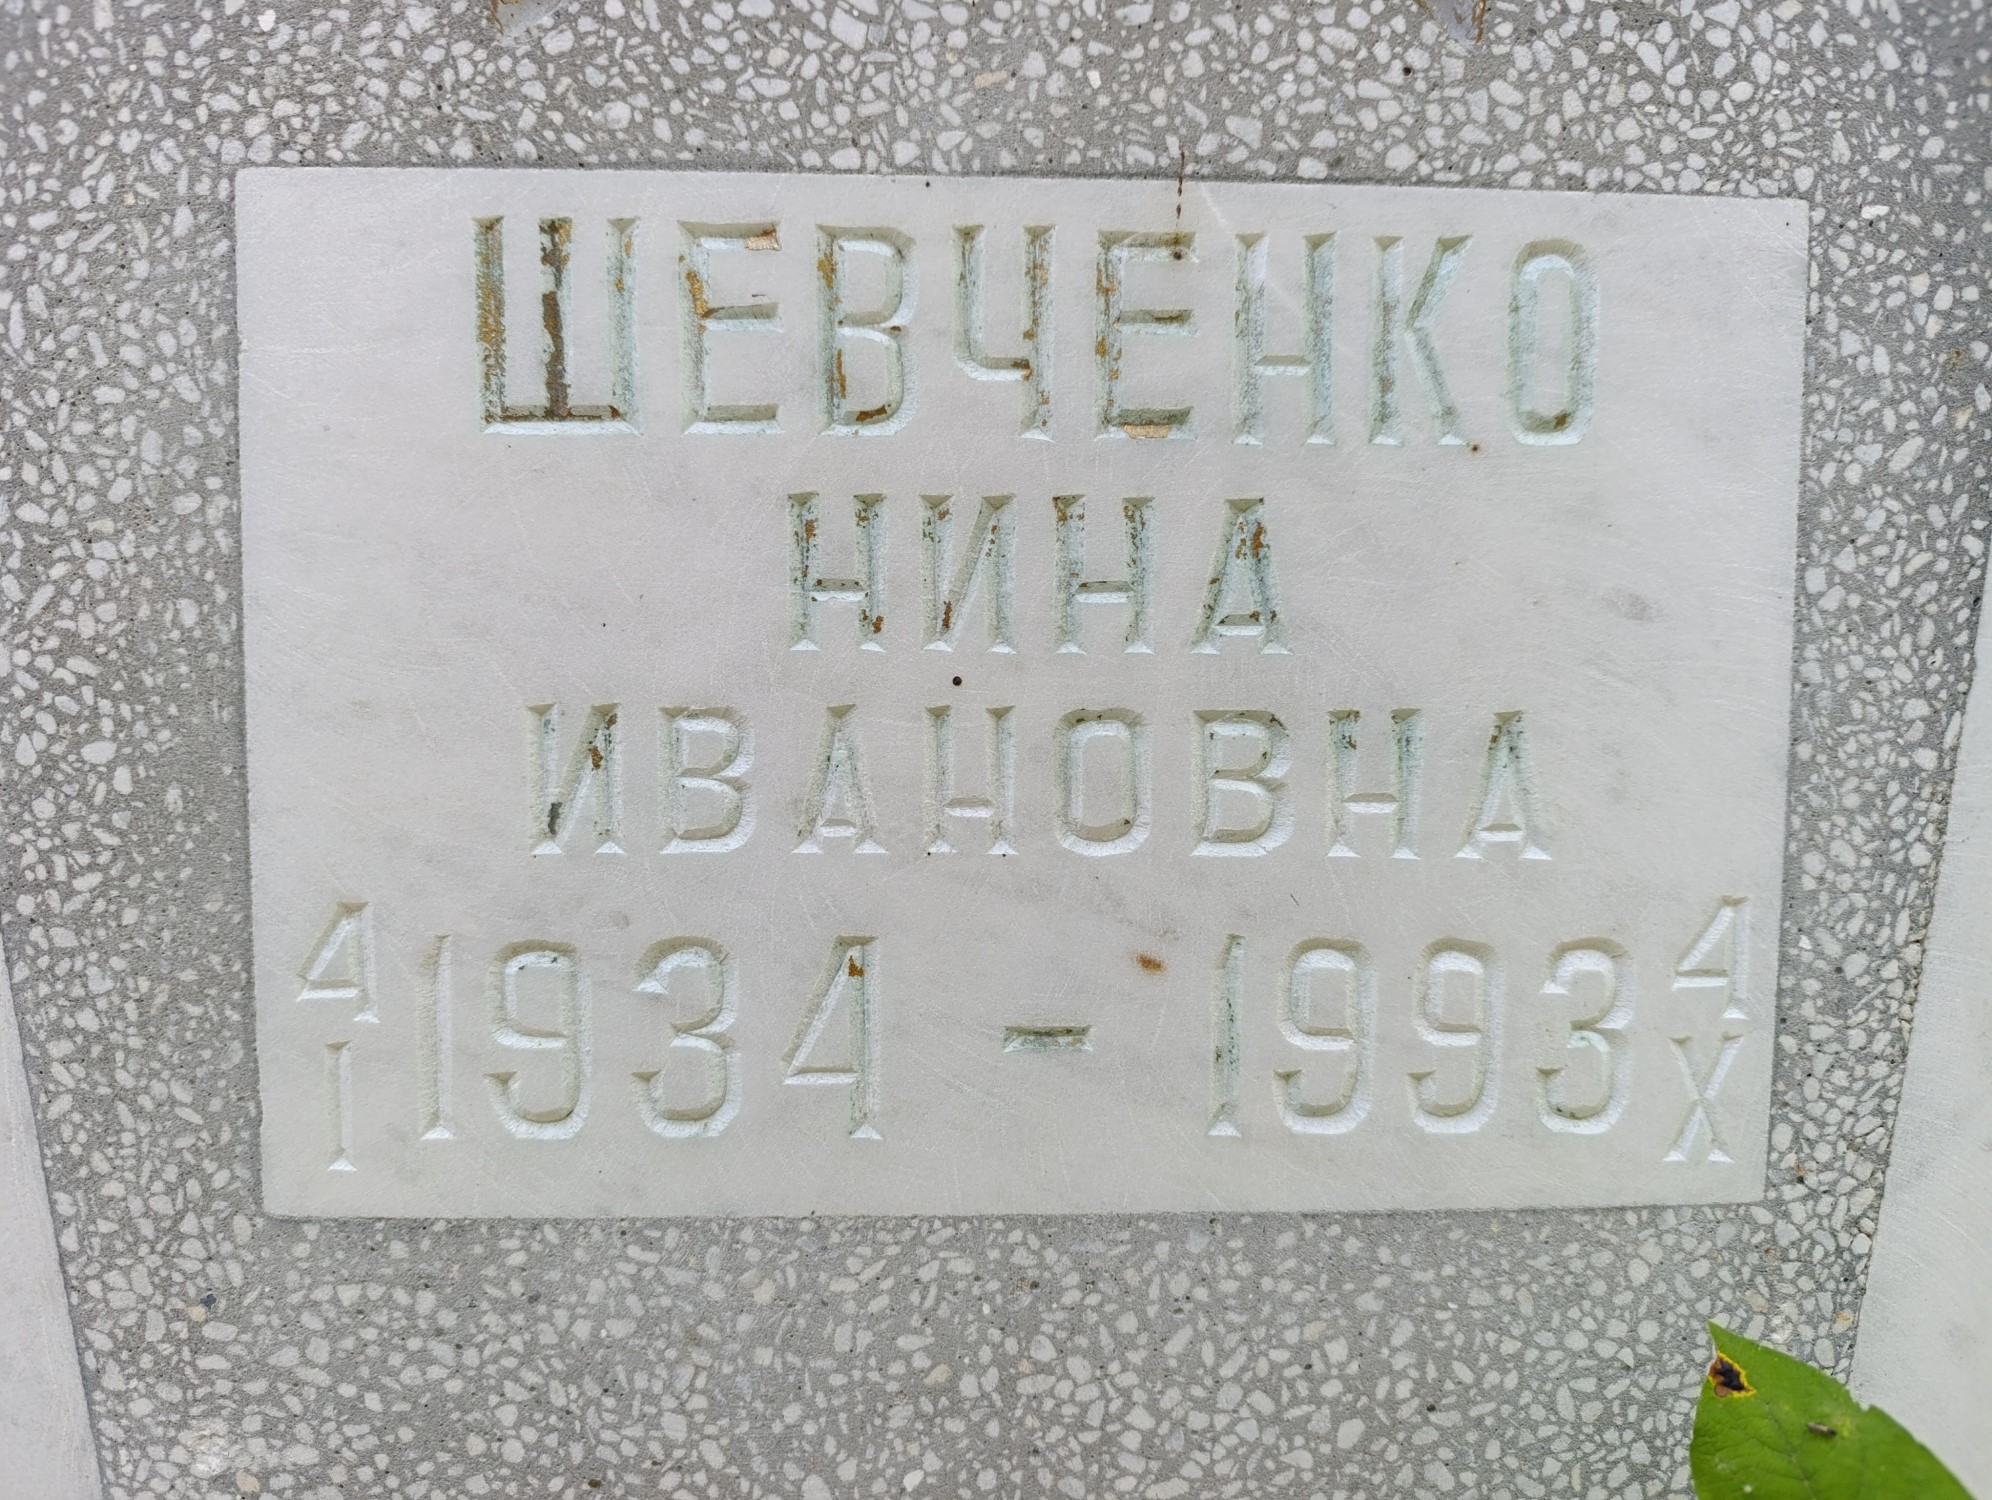 ШЕВЧЕНКО
НИНА
ИВАНОВНА
4/I 1934 - 1993 4/X